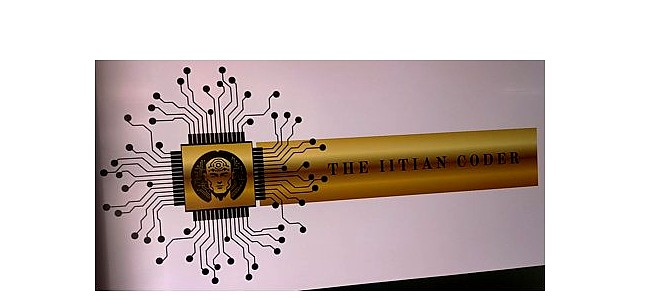 THE IITIAN CODER